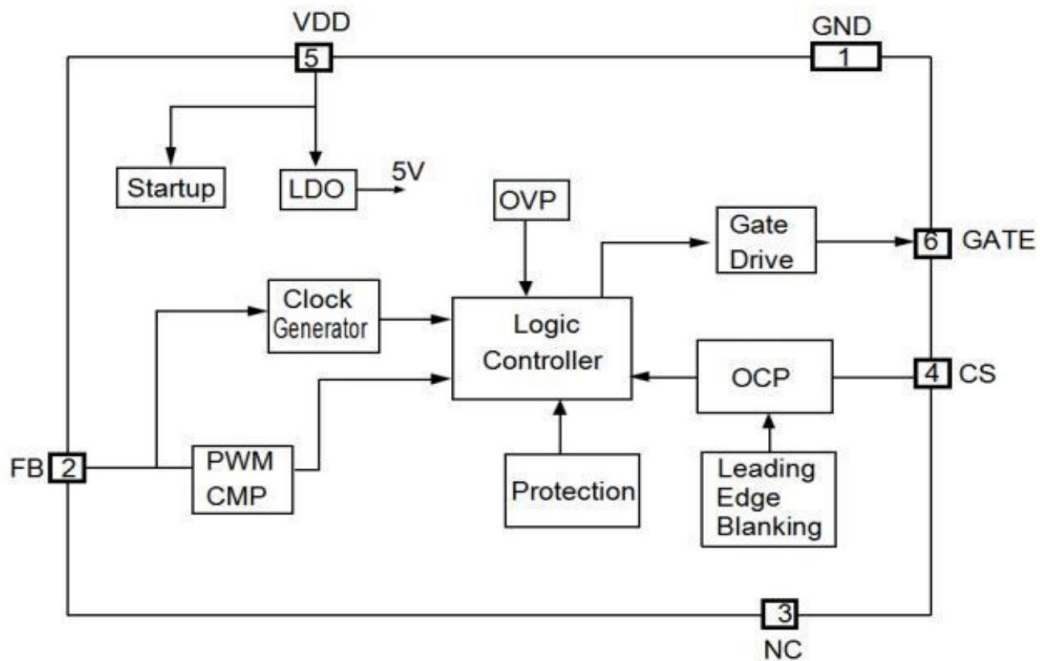 VDD
5
GND
1
Startup
LDO
5V
OVP
Gate
Drive
6
GATE
Clock
Generator
Logic
Controller
OCP
4
CS
FB
2
PWM
CMP
Protection
Leading
Edge
Blanking
3
NC